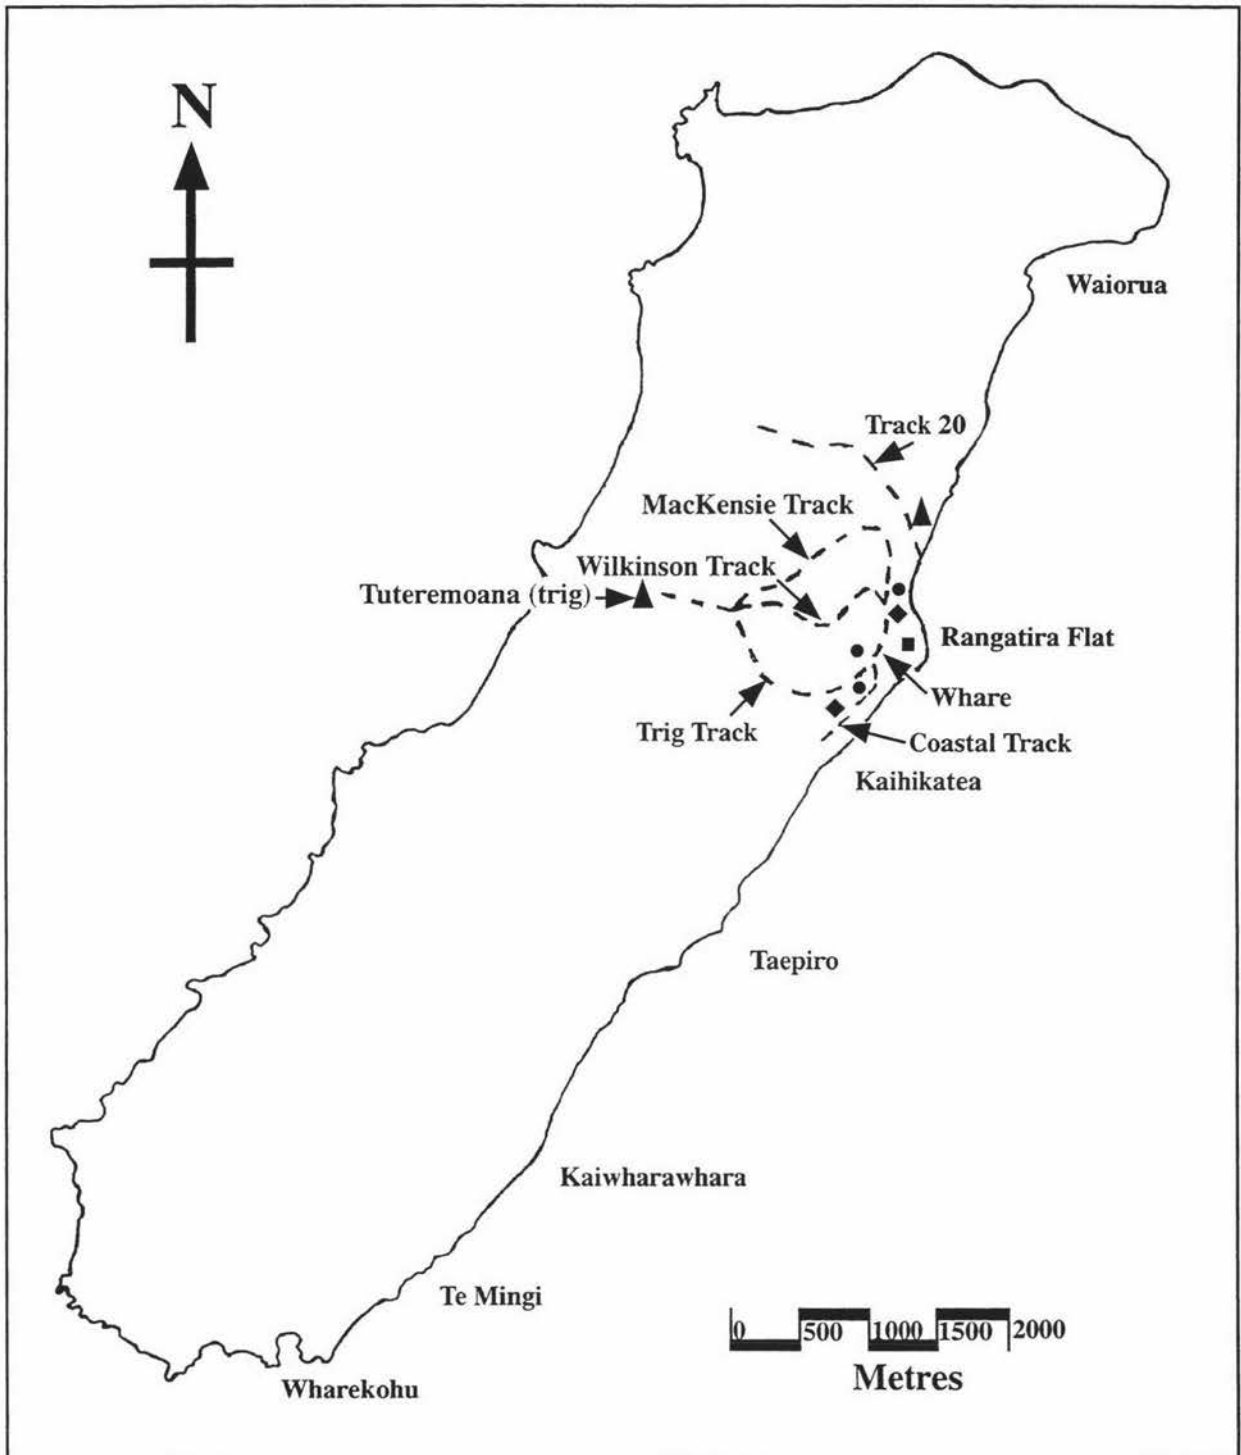 N
Waiorua
Track 20
MacKensie Track
Wilkinson Track
Tuteremoana (trig)
Rangatira Flat
Whare
Trig Track
Coastal Track
Kaihikatea
Taepiro
Kaiwharawhara
Te Mingi
0 500 1000 1500 2000
Metres
Wharekohu